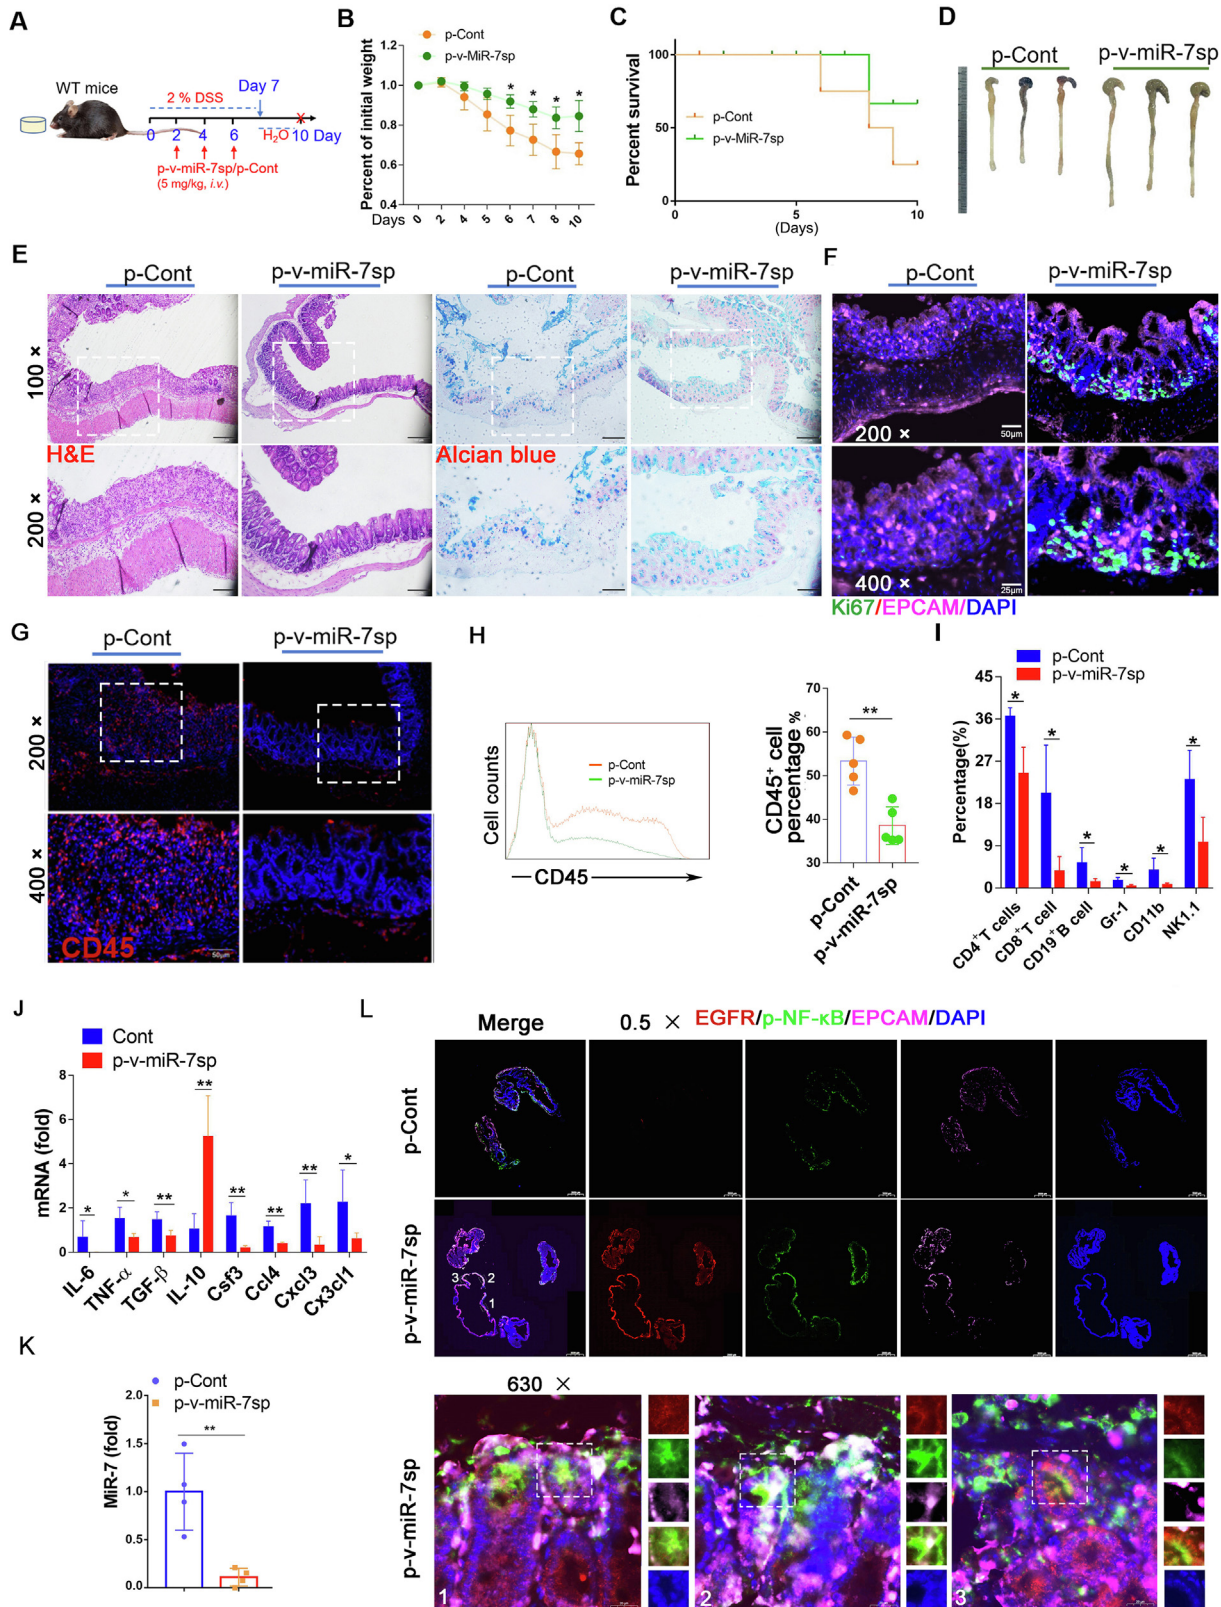 A
WT mice
2 % DSS
Day 7
0 2 4 6 H₂O 10 Day
p-v-miR-7sp/p-Cont
(5 mg/kg, i.v.)
B
p-Cont
p-v-MiR-7sp
Percent of initial weight
1.2
1.0
0.8
0.6
0.4
* * * *
Days 0 2 4 5 6 7 8 10
C
Percent survival
100
50
0
p-Cont
p-v-MiR-7sp
0 5 10
(Days)
D
p-Cont p-v-miR-7sp
E
p-Cont p-v-miR-7sp p-Cont p-v-miR-7sp
100 ×
H&E Alcian blue
200 ×
F
p-Cont p-v-miR-7sp
200 ×
50μm
400 ×
25μm
Ki67/EPCAM/DAPI
G
p-Cont p-v-miR-7sp
200 ×
400 ×
CD45
50μm
H
Cell counts
p-Cont
p-v-miR-7sp
CD45
CD45⁺ cell
percentage %
70
60
50
40
30
**
p-Cont
p-v-miR-7sp
I
p-Cont
p-v-miR-7sp
Percentage(%)
45
36
27
18
9
0
* * * * * *
CD4⁺T cells
CD8⁺T cell
CD19⁺B cell
Gr-1
CD11b
NK1.1
J
Cont
p-v-miR-7sp
mRNA (fold)
8
6
4
2
0
* * ** ** ** ** ** *
IL-6
TNF-α
TGF-β
IL-10
Csf3
Ccl4
Cxcl3
Cx3cl1
K
p-Cont
p-v-miR-7sp
MiR-7 (fold)
2.0
1.5
1.0
0.5
0.0
**
L
Merge 0.5 × EGFR/p-NF-κB/EPCAM/DAPI
p-Cont
p-v-miR-7sp
3 2
1
630 ×
p-v-miR-7sp
1 2 3